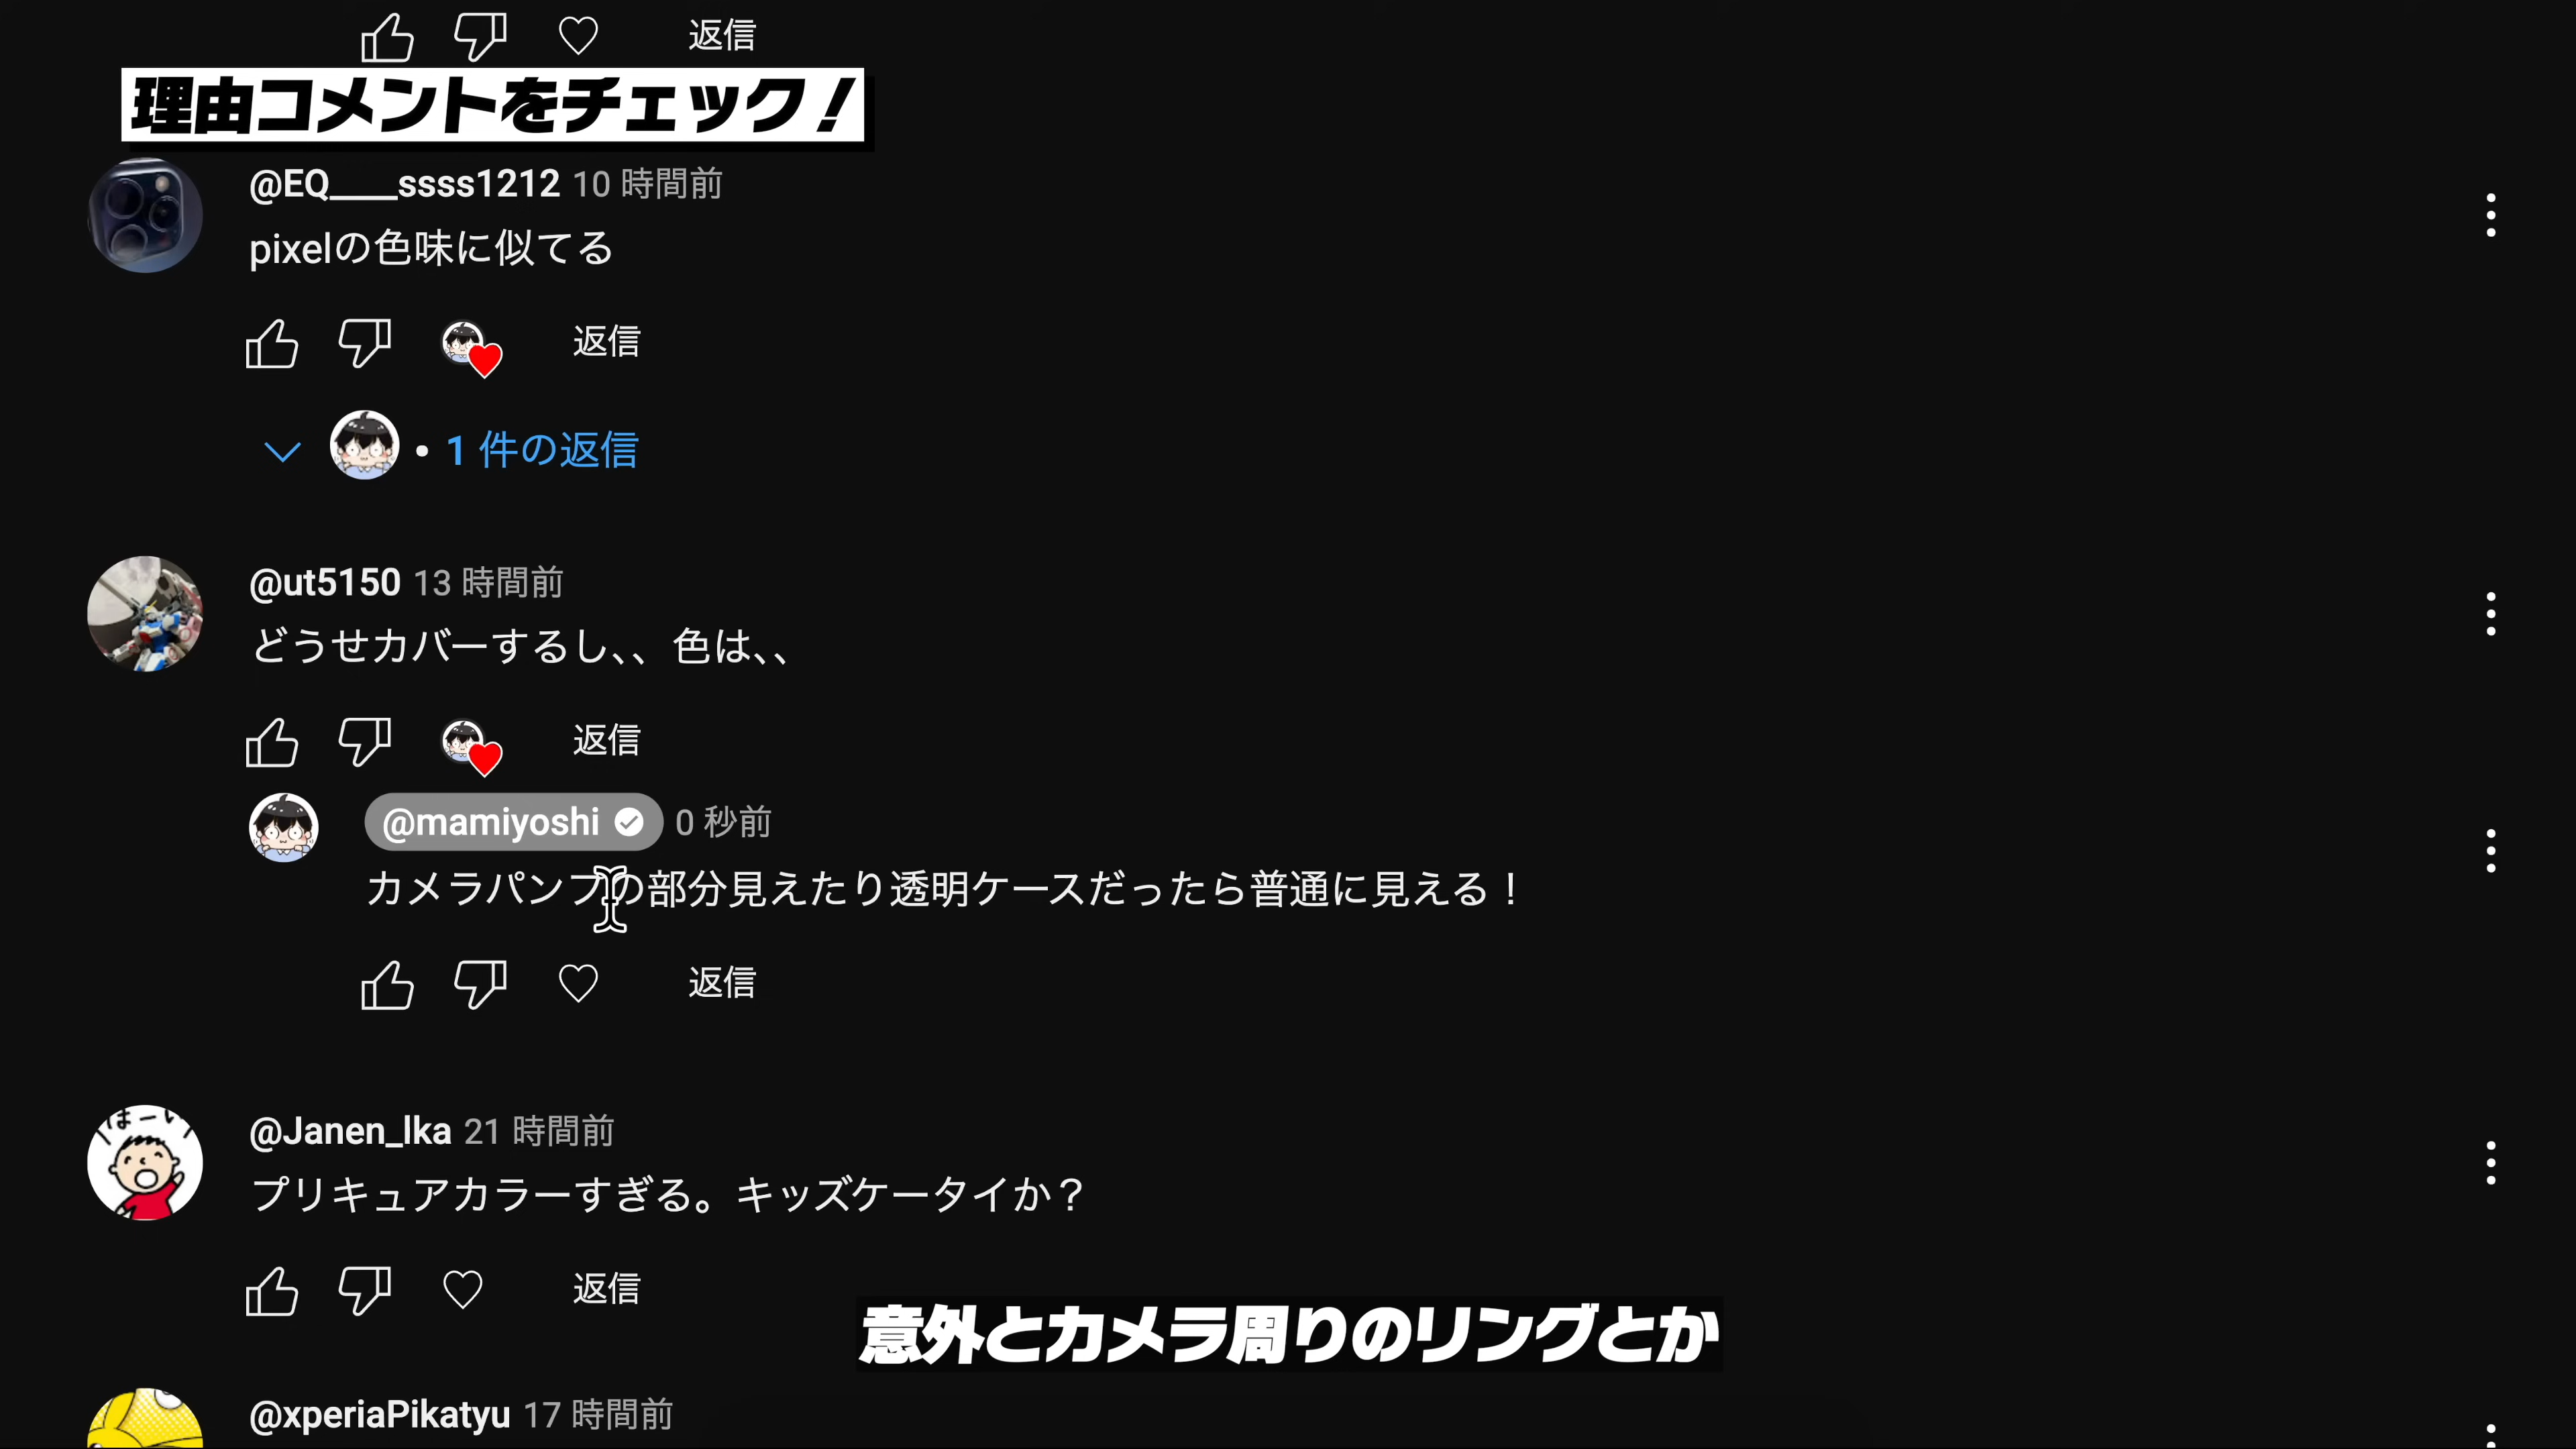 返信
理由コメントをチェック！
@EQ____ssss1212 10 時間前
pixelの色味に似てる
返信
• 1 件の返信
@ut5150 13 時間前
どうせカバーするし、、色は、、
返信
@mamiyoshi 0 秒前
カメラパンプの部分見えたり透明ケースだったら普通に見える！
返信
ほーい
@Janen_Ika 21 時間前
プリキュアカラーすぎる。キッズケータイか？
返信
意外とカメラ周りのリングとか
@xperiaPikatyu 17 時間前